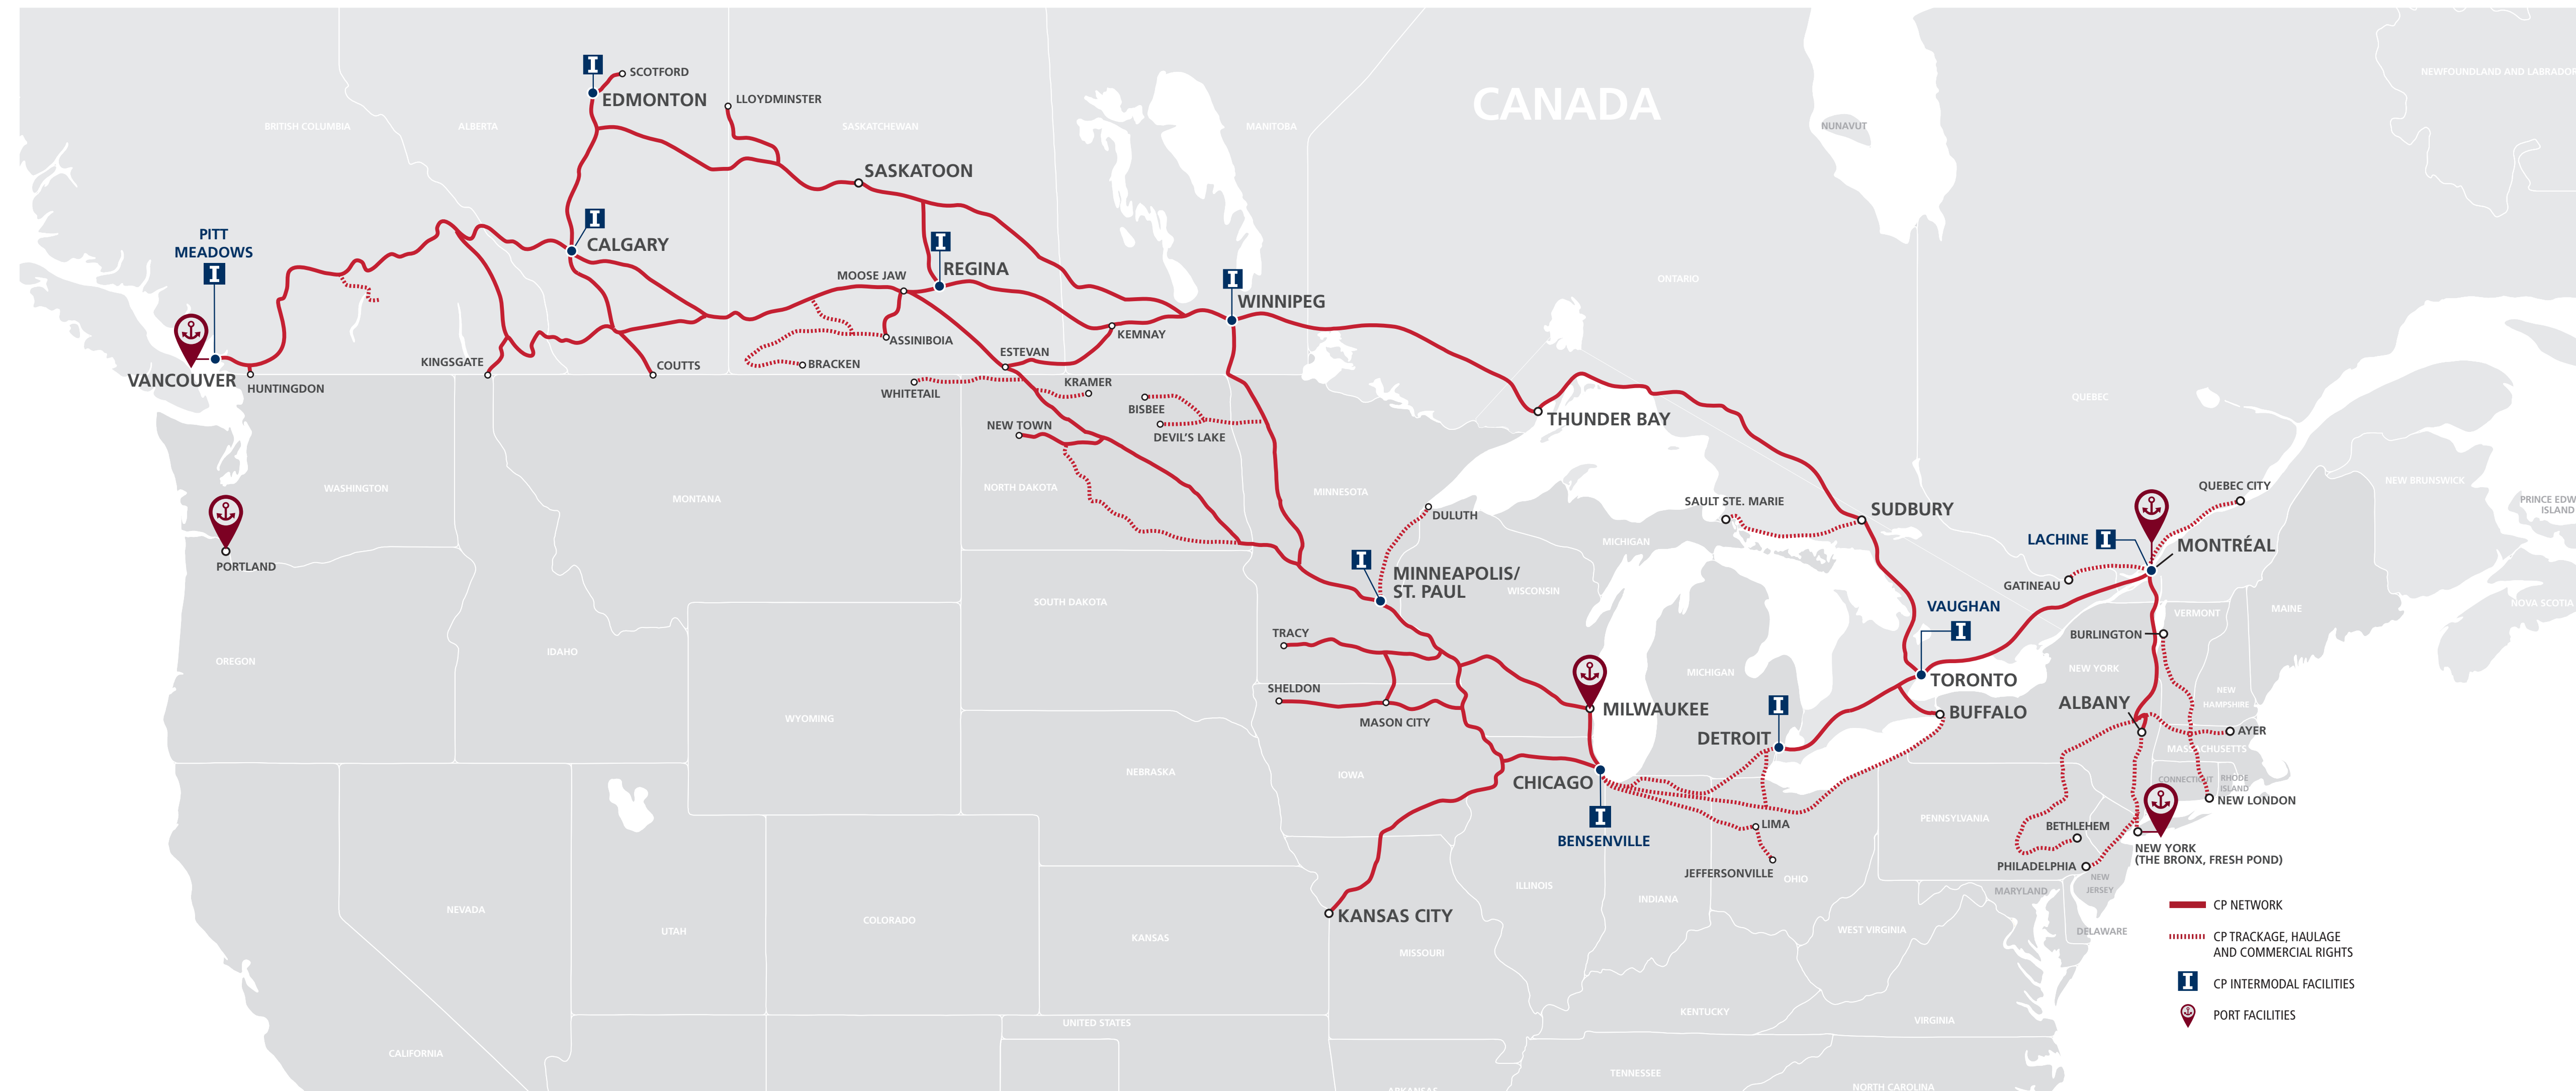 CANADA
NEWFOUNDLAND AND LABRADOR
SCOTFORD
EDMONTON
LLOYDMINSTER
BRITISH COLUMBIA
ALBERTA
SASKATCHEWAN
MANITOBA
NUNAVUT
SASKATOON
PITT
MEADOWS
CALGARY
MOOSE JAW
REGINA
WINNIPEG
ONTARIO
VANCOUVER
HUNTINGDON
KINGSGATE
COUTTS
ASSINIBOIA
BRACKEN
ESTEVAN
KEMNAY
WHITETAIL
KRAMER
BISBEE
DEVIL'S LAKE
NEW TOWN
THUNDER BAY
QUEBEC
WASHINGTON
MONTANA
NORTH DAKOTA
MINNESOTA
DULUTH
SAULT STE. MARIE
SUDBURY
QUEBEC CITY
NEW BRUNSWICK
PRINCE EDW
ISLAND
PORTLAND
MICHIGAN
LACHINE
MONTRÉAL
GATINEAU
MINNEAPOLIS/
ST. PAUL
WISCONSIN
SOUTH DAKOTA
VAUGHAN
VERMONT
MAINE
NOVA SCOTIA
OREGON
IDAHO
TRACY
BURLINGTON
NEW YORK
MICHIGAN
TORONTO
SHELDON
MASON CITY
MILWAUKEE
BUFFALO
ALBANY
NEW
HAMPSHIRE
WYOMING
DETROIT
AYER
MASSACHUSETTS
NEBRASKA
IOWA
CHICAGO
CONNECTICUT
RHODE
ISLAND
NEW LONDON
BENSENVILLE
LIMA
PENNSYLVANIA
BETHLEHEM
NEW YORK
(THE BRONX, FRESH POND)
PHILADELPHIA
JEFFERSONVILLE
OHIO
NEW
JERSEY
MARYLAND
ILLINOIS
INDIANA
NEVADA
UTAH
COLORADO
KANSAS
KANSAS CITY
MISSOURI
WEST VIRGINIA
DELAWARE
KENTUCKY
VIRGINIA
UNITED STATES
CALIFORNIA
TENNESSEE
NORTH CAROLINA
ARKANSAS
CP NETWORK
CP TRACKAGE, HAULAGE
AND COMMERCIAL RIGHTS
I CP INTERMODAL FACILITIES
PORT FACILITIES